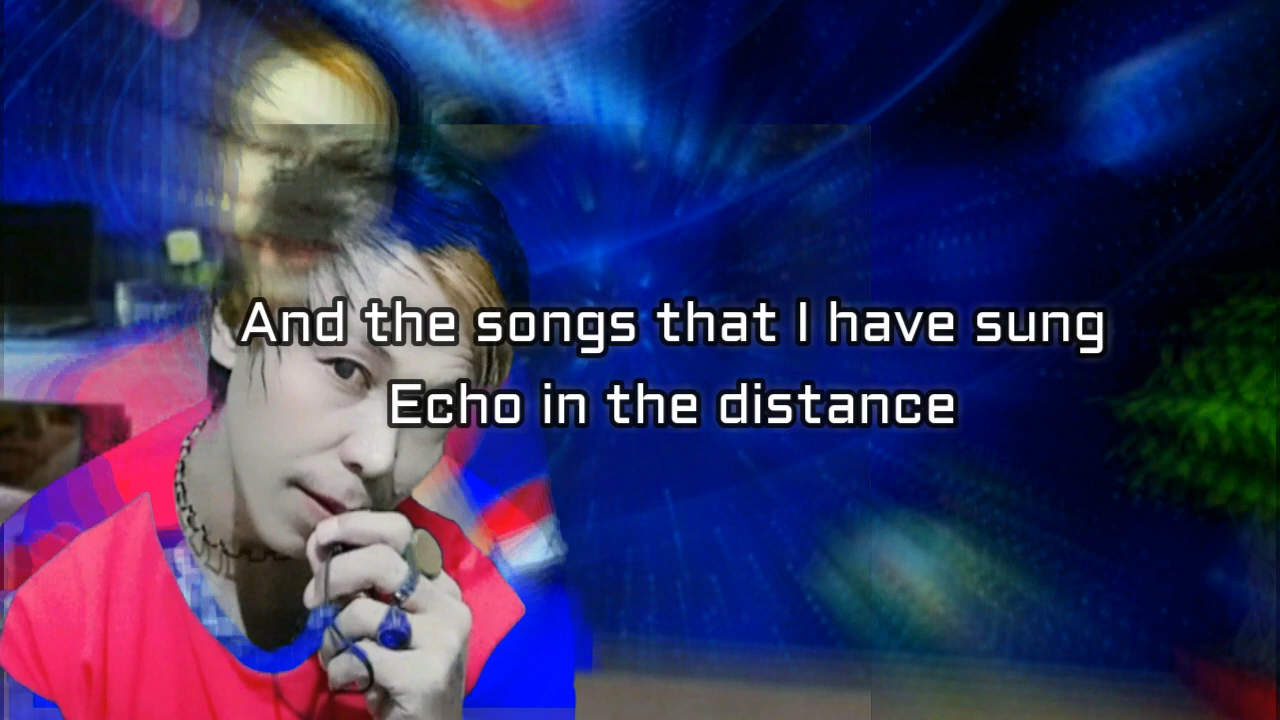 And the songs that I have sung
Echo in the distance